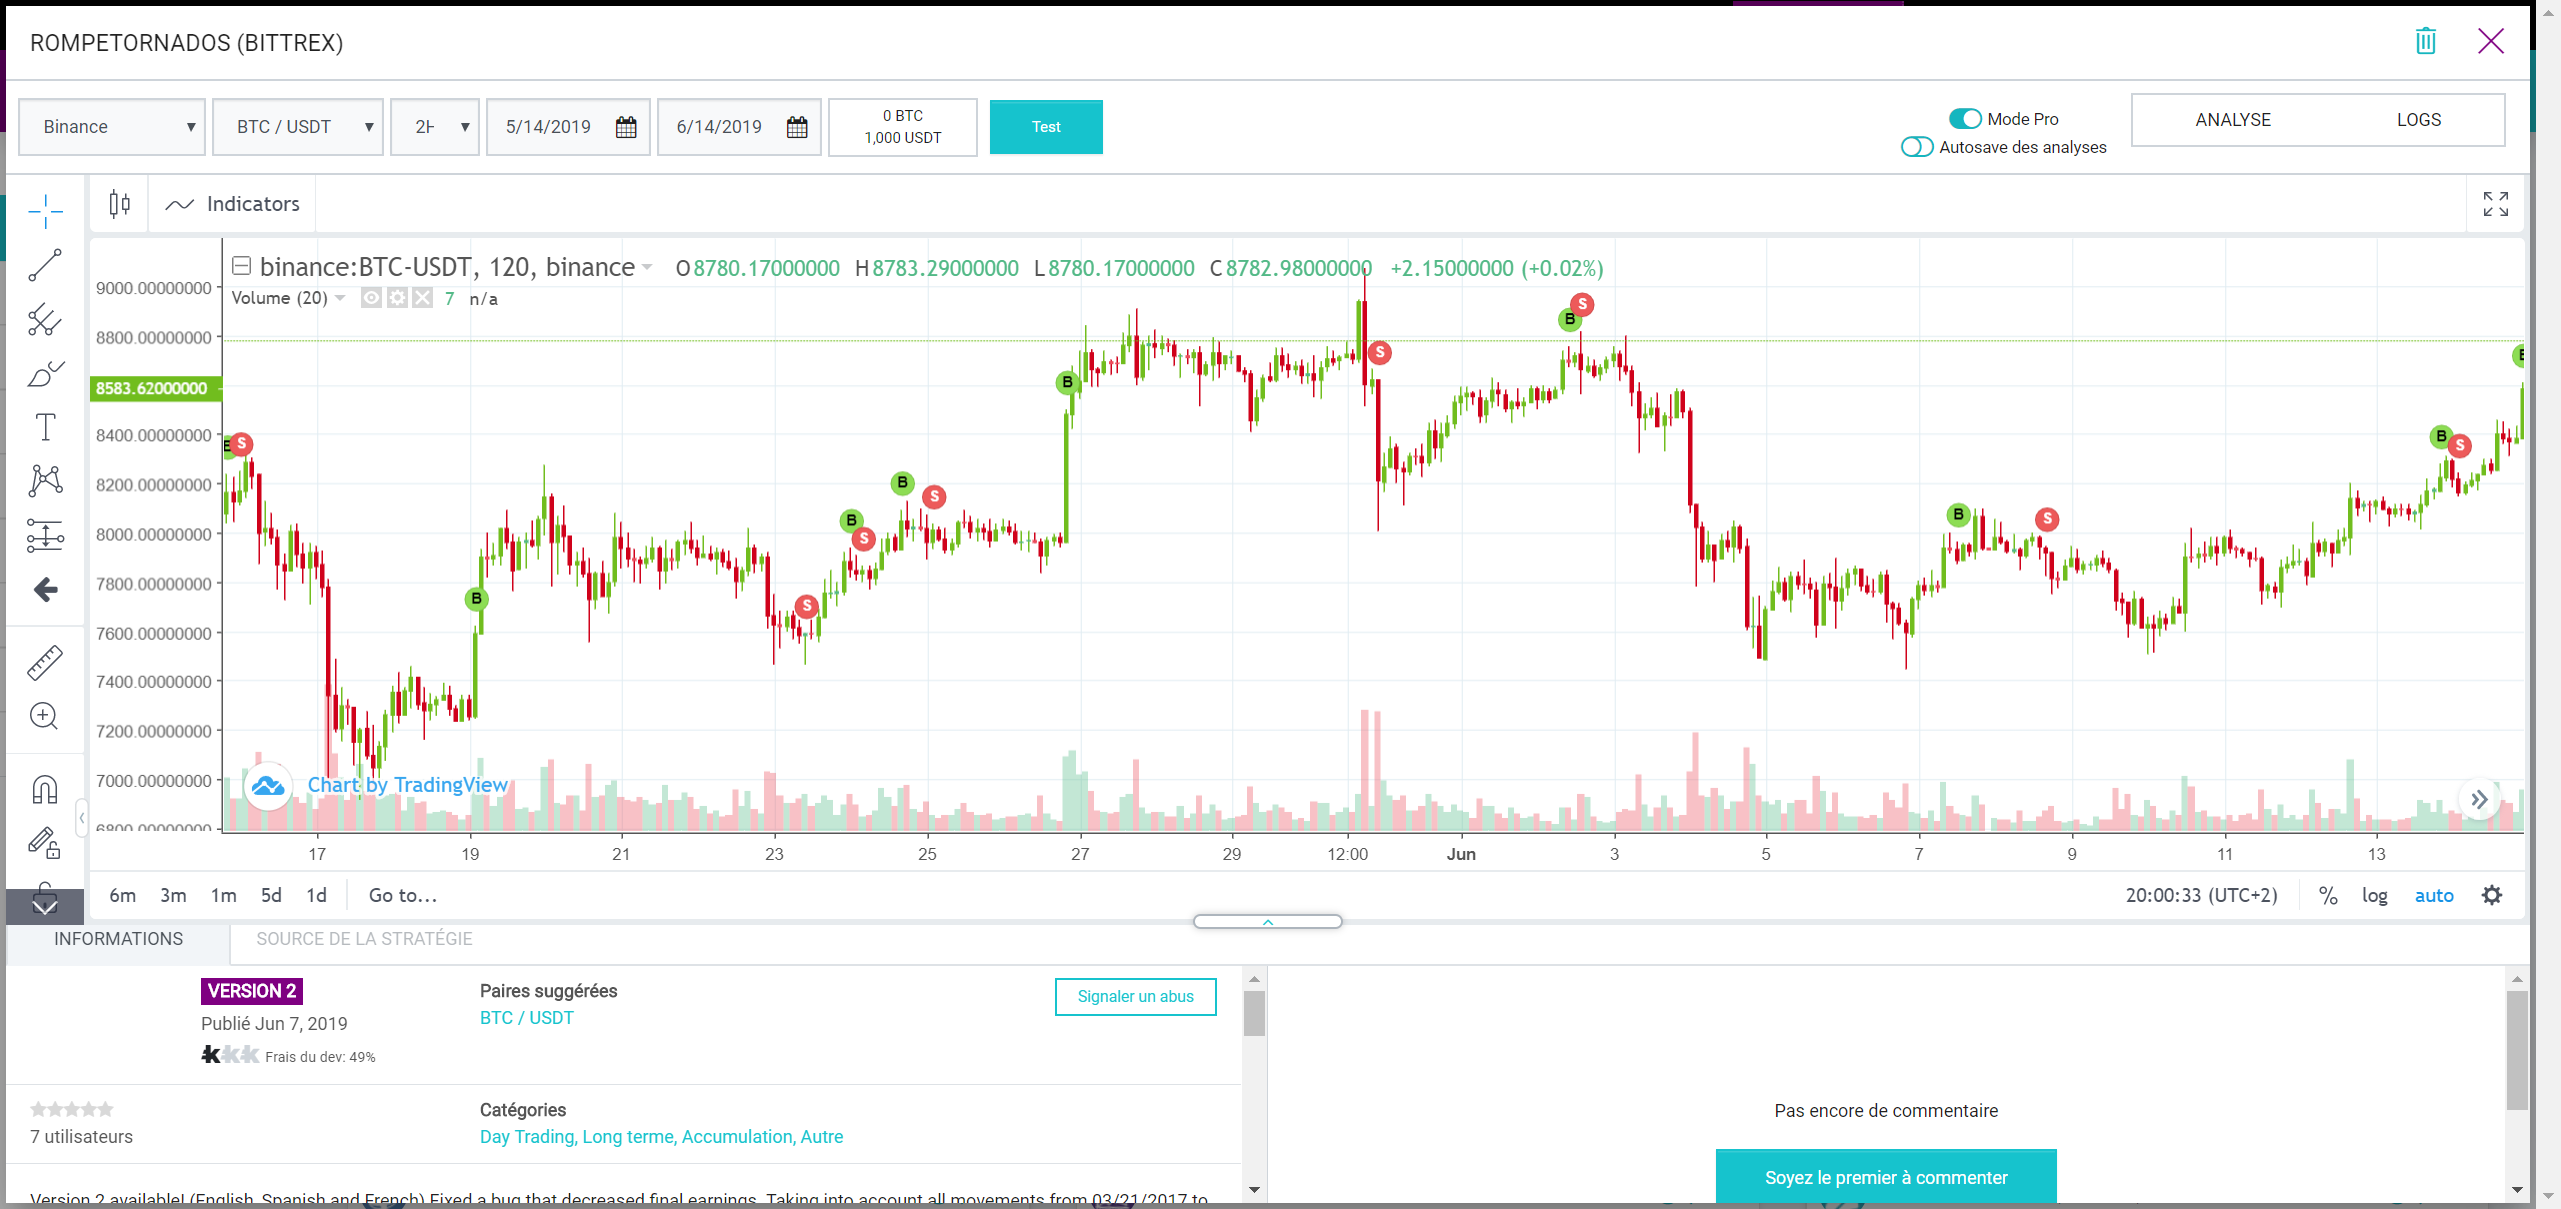 ROMPETORNADOS (BITTREX)
Binance
BTC / USDT
2H
5/14/2019
6/14/2019
0 BTC
1,000 USDT
Test
Mode Pro
Autosave des analyses
ANALYSE
LOGS
Indicators
binance:BTC-USDT, 120, binance
O8780.17000000 H8783.29000000 L8780.17000000 C8782.98000000 +2.15000000 (+0.02%)
Volume (20) 7 n/a
9000.00000000
8800.00000000
8583.62000000
8400.00000000
8200.00000000
8000.00000000
7800.00000000
7600.00000000
7400.00000000
7200.00000000
7000.00000000
6800.00000000
B S
B
S
B S
B S
B
S
B S
B S
B S
B
Chart by TradingView
17 19 21 23 25 27 29 12:00 Jun 3 5 7 9 11 13
6m 3m 1m 5d 1d Go to...
20:00:33 (UTC+2) % log auto
INFORMATIONS
SOURCE DE LA STRATÉGIE
VERSION 2
Publié Jun 7, 2019
Frais du dev: 49%
Paires suggérées
BTC / USDT
Signaler un abus
7 utilisateurs
Catégories
Day Trading, Long terme, Accumulation, Autre
Version 2 available! (English, Spanish and French) Fixed a bug that decreased final earnings. Taking into account all movements from 03/21/2017 to
Pas encore de commentaire
Soyez le premier à commenter